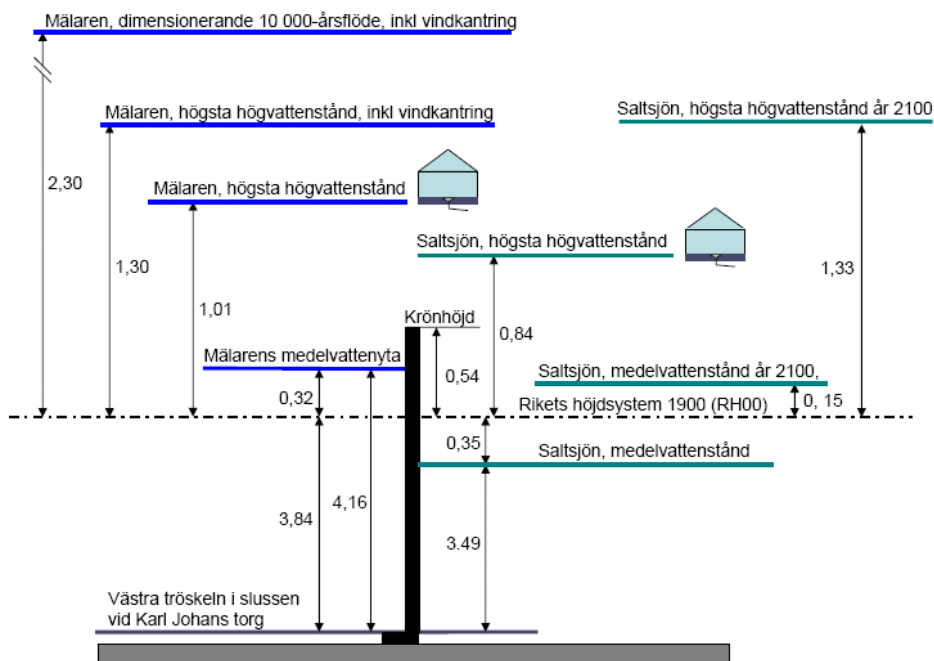 Mälaren, dimensionerande 10 000-årsflöde, inkl vindkantring
Mälaren, högsta högvattenstånd, inkl vindkantring
Saltsjön, högsta högvattenstånd år 2100
2,30
Mälaren, högsta högvattenstånd
Saltsjön, högsta högvattenstånd
1,30
1,33
1,01
Krönhöjd
0,84
Mälarens medelvattenyta
0,54
Saltsjön, medelvattenstånd år 2100,
0,32
Rikets höjdsystem 1900 (RH00)
0, 15
0,35
Saltsjön, medelvattenstånd
4,16
3,84
3.49
Västra tröskeln i slussen
vid Karl Johans torg